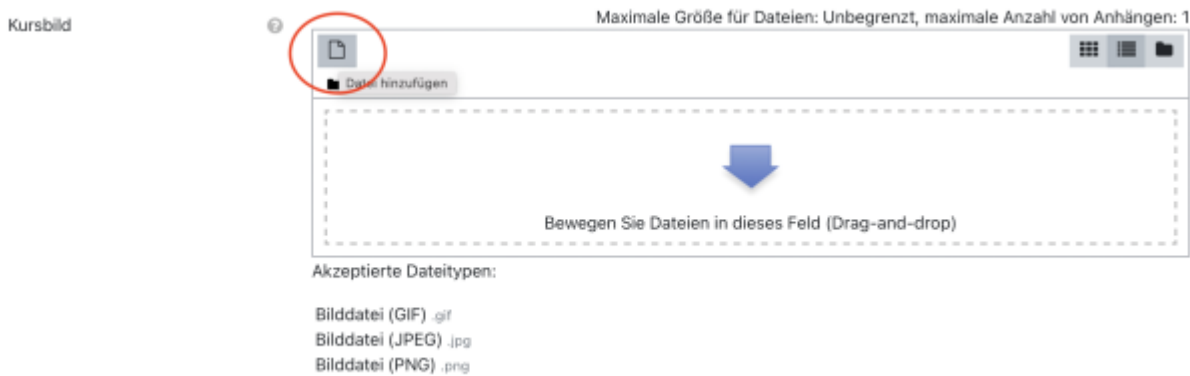 Kursbild
Maximale Größe für Dateien: Unbegrenzt, maximale Anzahl von Anhängen: 1
Datei hinzufügen
Bewegen Sie Dateien in dieses Feld (Drag-and-drop)
Akzeptierte Dateitypen:
Bilddatei (GIF) .gif
Bilddatei (JPEG) .jpg
Bilddatei (PNG) .png